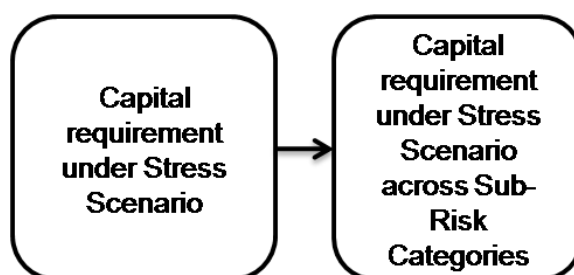 Capital
requirement
under Stress
Scenario
Capital
requirement
under Stress
Scenario
across Sub-
Risk
Categories